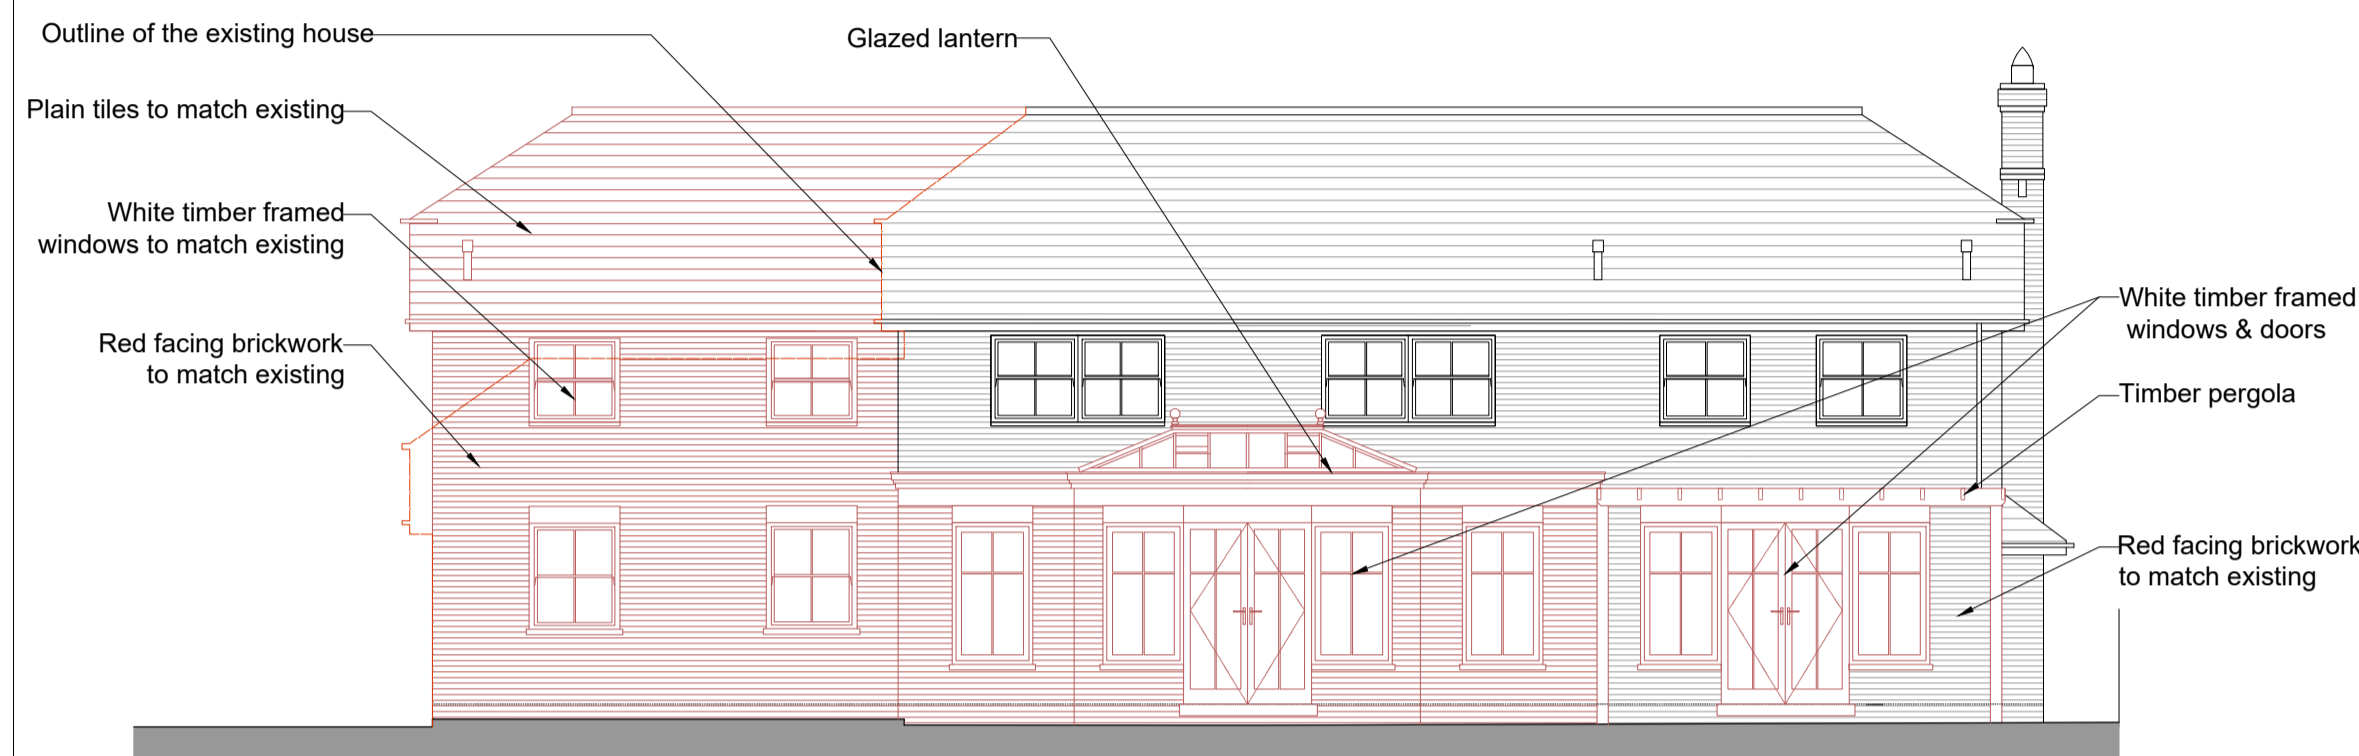 Outline of the existing house
Glazed lantern
Plain tiles to match existing
White timber framed
windows to match existing
Red facing brickwork
to match existing
White timber framed
windows & doors
Timber pergola
Red facing brickwork
to match existing